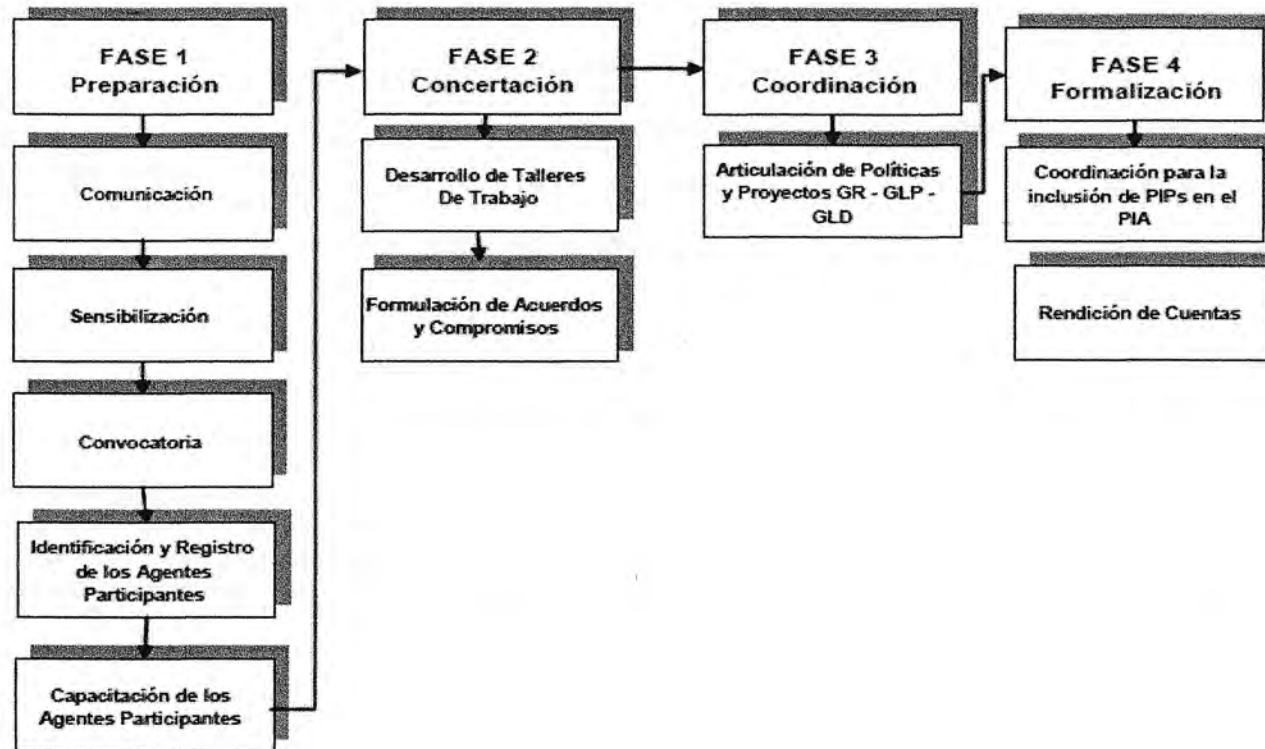 FASE 1
Preparación
Comunicación
Sensibilización
Convocatoria
Identificación y Registro
de los Agentes
Participantes
Capacitación de los
Agentes Participantes
FASE 2
Concertación
Desarrollo de Talleres
De Trabajo
Formulación de Acuerdos
y Compromisos
FASE 3
Coordinación
Articulación de Políticas
y Proyectos GR - GLP -
GLD
FASE 4
Formalización
Coordinación para la
inclusión de PIPs en el
PIA
Rendición de Cuentas